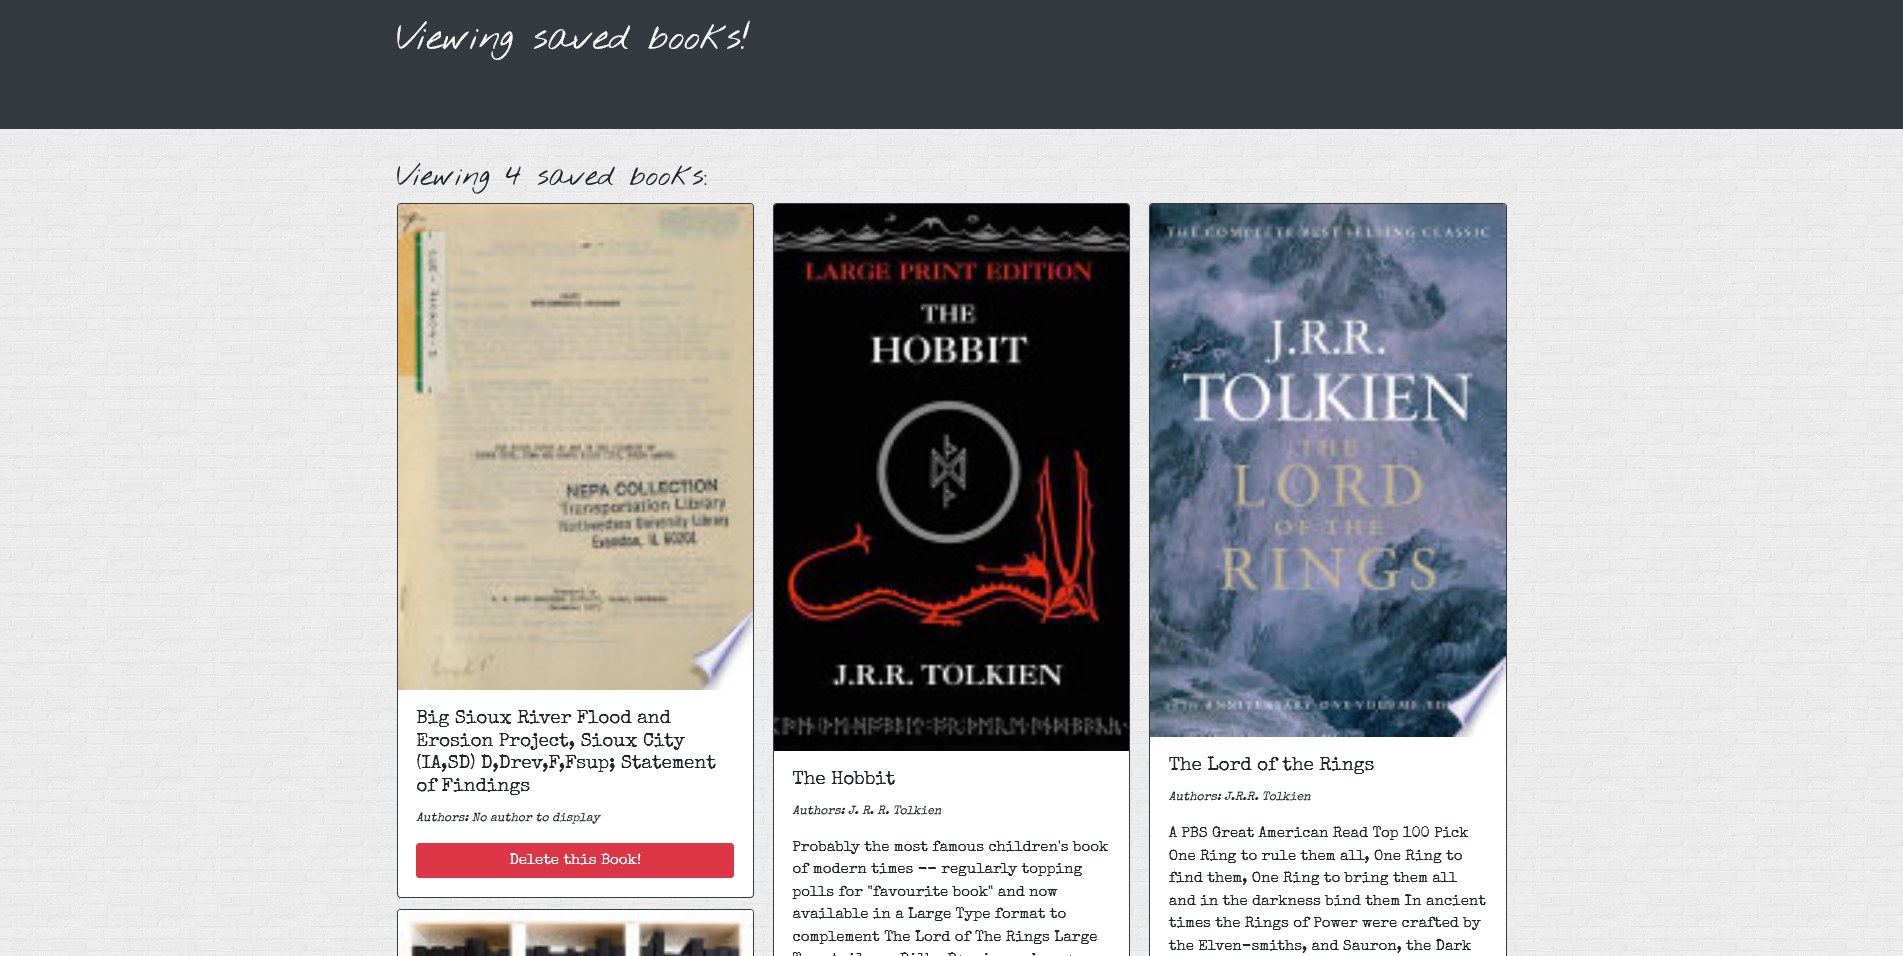 Viewing saved books!
Viewing 4 saved books:
NEPA COLLECTION
Transportation Library
Northwestern University Library
Evanston, IL 60201
Big Sioux River Flood and
Erosion Project, Sioux City
(IA,SD) D,Drev,F,Fsup; Statement
of Findings
Authors: No author to display
Delete this Book!
LARGE PRINT EDITION
THE
HOBBIT
J.R.R. TOLKIEN
The Hobbit
Authors: J. R. R. Tolkien
Probably the most famous children's book
of modern times -- regularly topping
polls for "favourite book" and now
available in a Large Type format to
complement The Lord of The Rings Large
THE COMPLETE BEST SELLING CLASSIC
J.R.R.
TOLKIEN
THE
LORD
OF THE
RINGS
ANNIVERSARY ONE-VOLUME
The Lord of the Rings
Authors: J.R.R. Tolkien
A PBS Great American Read Top 100 Pick
One Ring to rule them all, One Ring to
find them, One Ring to bring them all
and in the darkness bind them In ancient
times the Rings of Power were crafted by
the Elven-smiths, and Sauron, the Dark